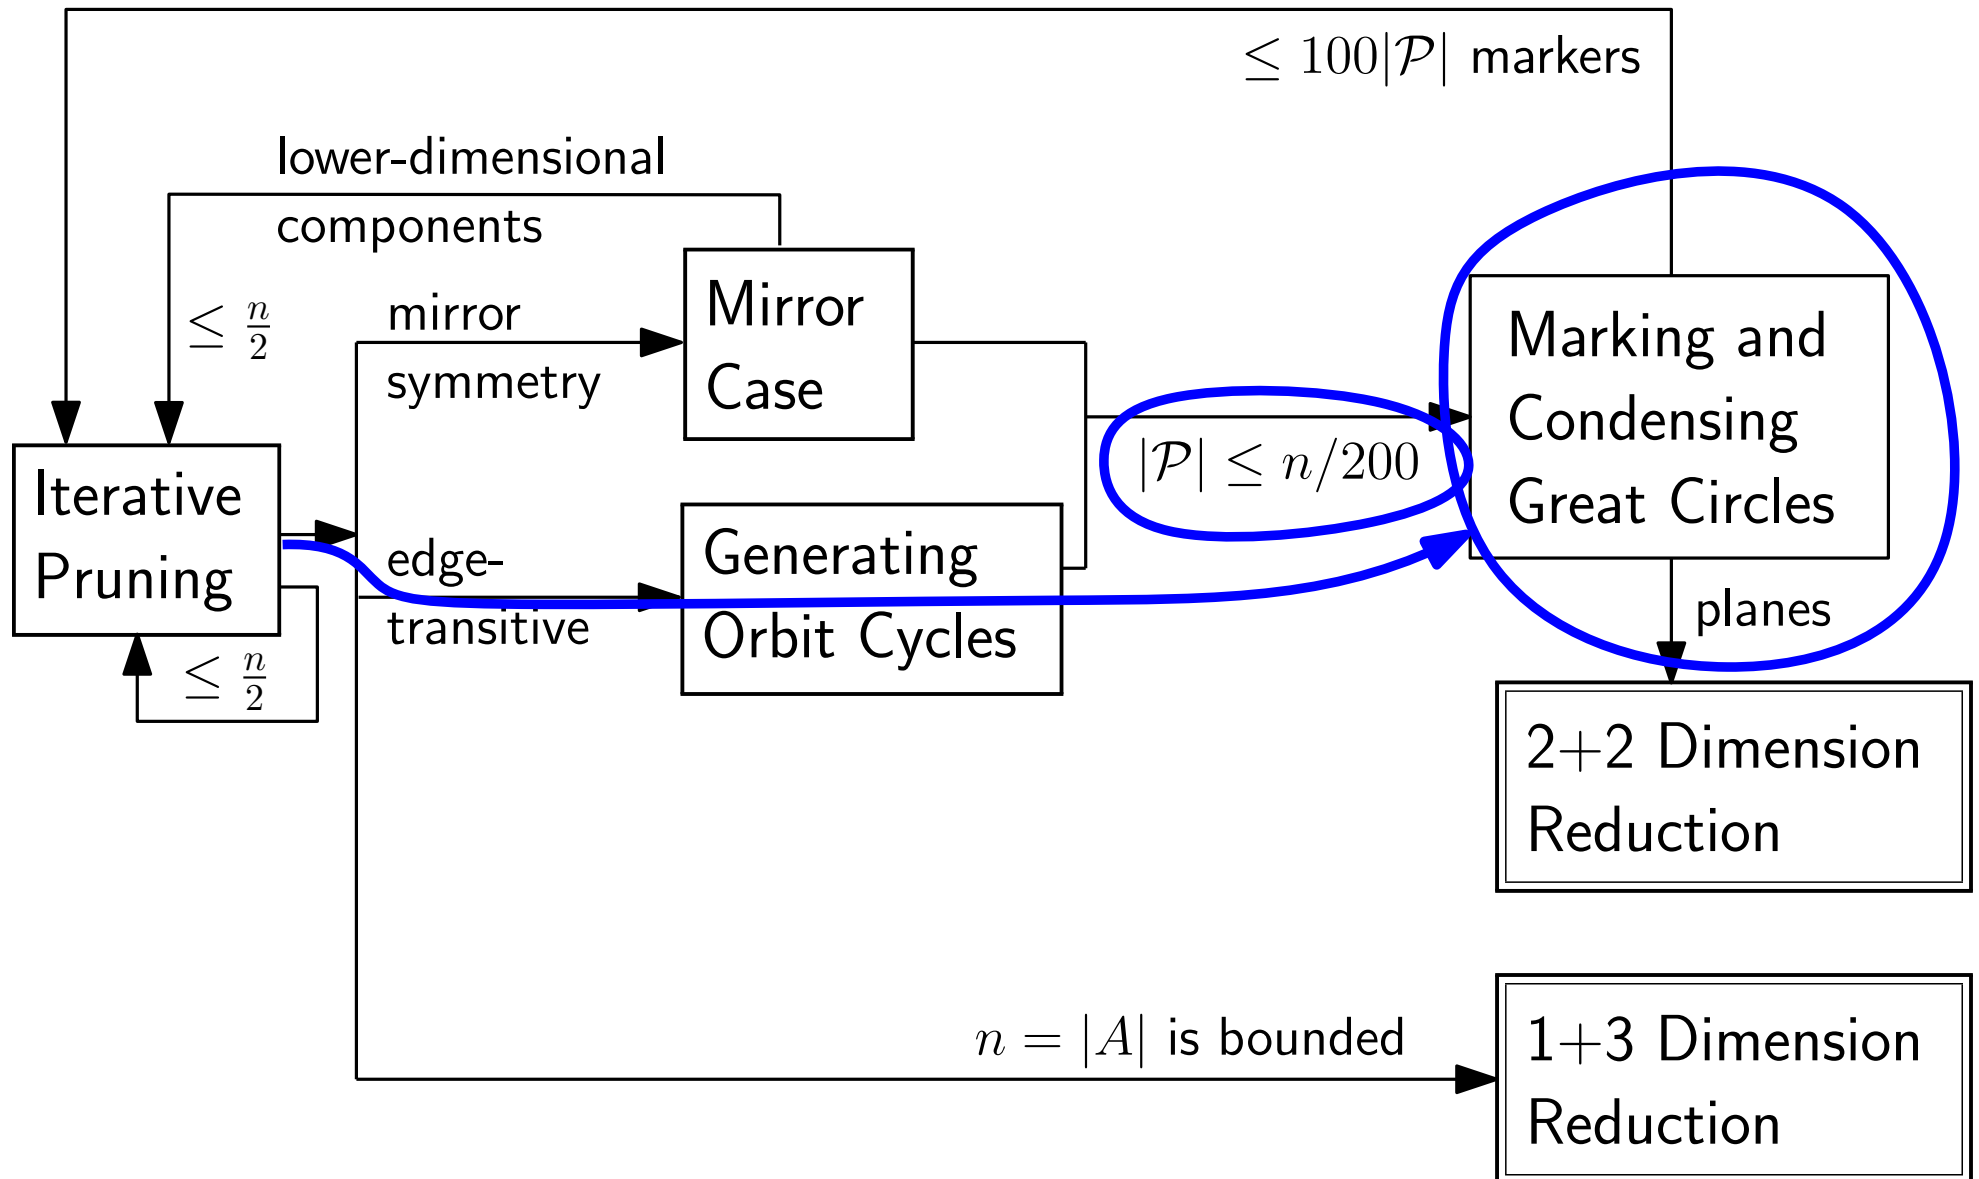 ≤ 100|𝒫| markers
lower-dimensional
components
≤ n/2
mirror
symmetry
Mirror
Case
Iterative
Pruning
≤ n/2
edge-
transitive
Generating
Orbit Cycles
|𝒫| ≤ n/200
Marking and
Condensing
Great Circles
planes
2+2 Dimension
Reduction
n = |A| is bounded
1+3 Dimension
Reduction